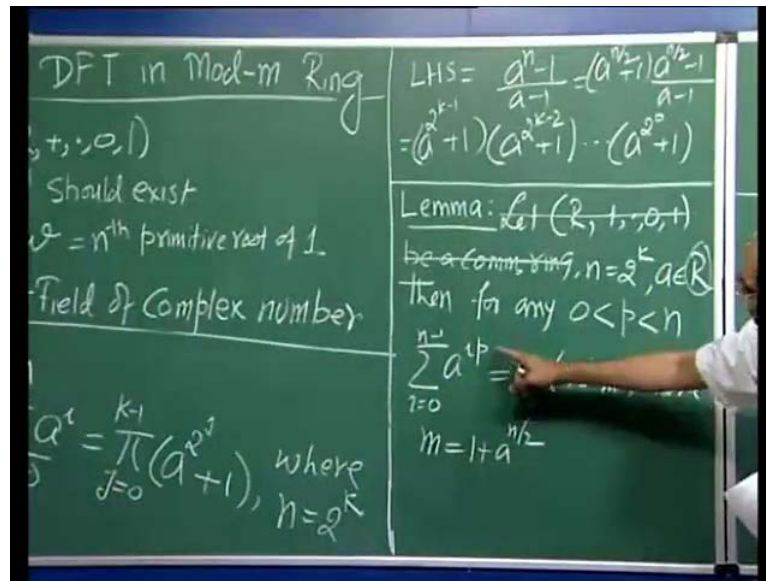 DFT in Mod-m Ring
, +, ·, 0, 1)
should exist
= nth primitive root of 1
Field of Complex number
a^i = π_{j=0}^{k-1} (a^{2^j} + 1), where
n = 2^k
LHS = \frac{a^n - 1}{a - 1} = (a^{n/2} + 1) \frac{a^{n/2} - 1}{a - 1}
= (a^{2^{k-1}} + 1)(a^{2^{k-2}} + 1) ·· (a^{2^0} + 1)
Lemma: Let (R, +, ·, 0, 1)
be a comm. ring, n = 2^k, a ∈ R
then for any 0 < p < n
∑_{i=0}^{n-1} a^{ip} =
m = 1 + a^{n/2}